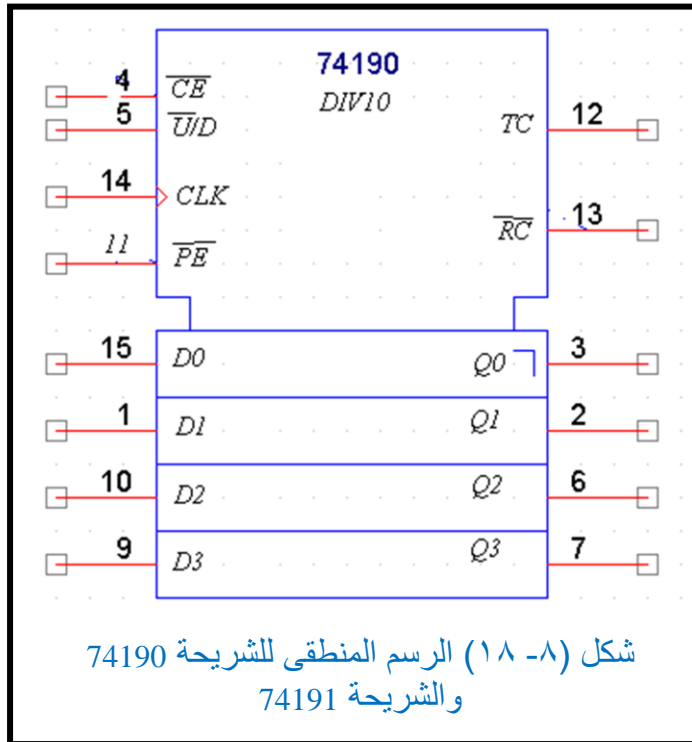 74190
DIV10
4 CE
5 U/D
TC 12
14 CLK
RC 13
11 PE
15 D0 Q0 3
1 D1 Q1 2
10 D2 Q2 6
9 D3 Q3 7
شكل (٨- ١٨) الرسم المنطقى للشريحة 74190
والشريحة 74191